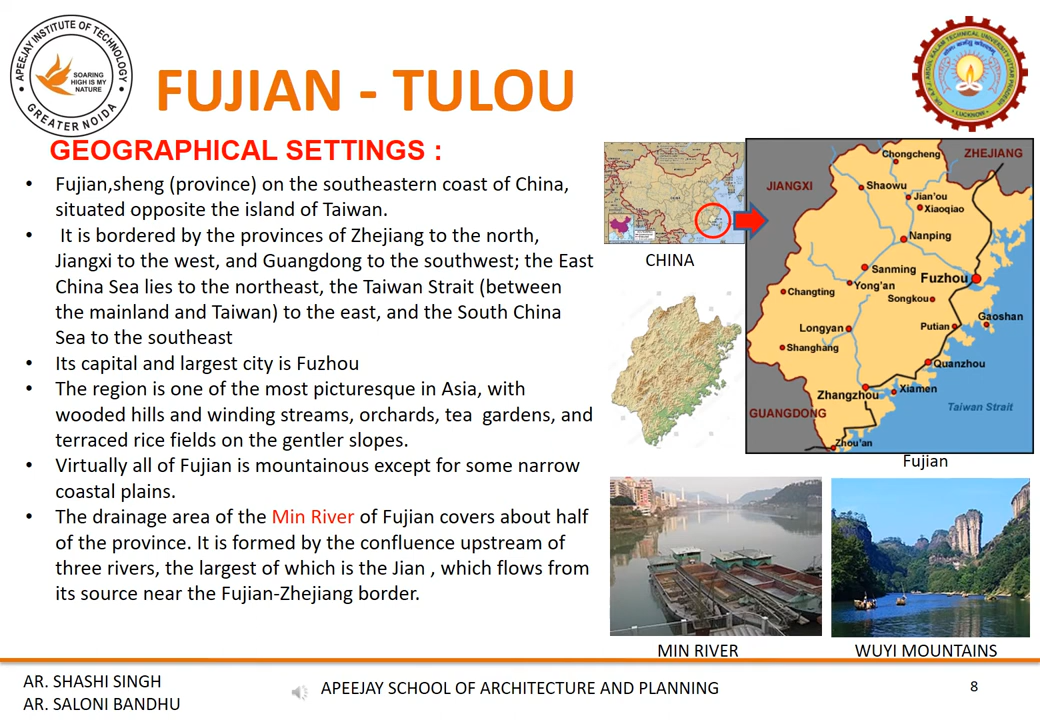 APEEJAY INSTITUTE OF TECHNOLOGY
SOARING
HIGH IS MY
NATURE
GREATER NOIDA
FUJIAN - TULOU
DR. A.P.J. ABDUL KALAM TECHNICAL UNIVERSITY UTTAR PRADESH
LUCKNOW
GEOGRAPHICAL SETTINGS :
• Fujian,sheng (province) on the southeastern coast of China,
situated opposite the island of Taiwan.
• It is bordered by the provinces of Zhejiang to the north,
Jiangxi to the west, and Guangdong to the southwest; the East
China Sea lies to the northeast, the Taiwan Strait (between
the mainland and Taiwan) to the east, and the South China
Sea to the southeast
• Its capital and largest city is Fuzhou
• The region is one of the most picturesque in Asia, with
wooded hills and winding streams, orchards, tea gardens, and
terraced rice fields on the gentler slopes.
• Virtually all of Fujian is mountainous except for some narrow
coastal plains.
• The drainage area of the Min River of Fujian covers about half
of the province. It is formed by the confluence upstream of
three rivers, the largest of which is the Jian , which flows from
its source near the Fujian-Zhejiang border.
CHINA
Chongcheng
ZHEJIANG
JIANGXI
Shaowu
Jian'ou
Xiaoqiao
Nanping
Sanming
Fuzhou
Yong'an
Changting
Songkou
Gaoshan
Longyan
Putian
Shanghang
Quanzhou
Zhangzhou
Xiamen
GUANGDONG
Taiwan Strait
Zhou'an
Fujian
MIN RIVER
WUYI MOUNTAINS
AR. SHASHI SINGH
AR. SALONI BANDHU
APEEJAY SCHOOL OF ARCHITECTURE AND PLANNING
8